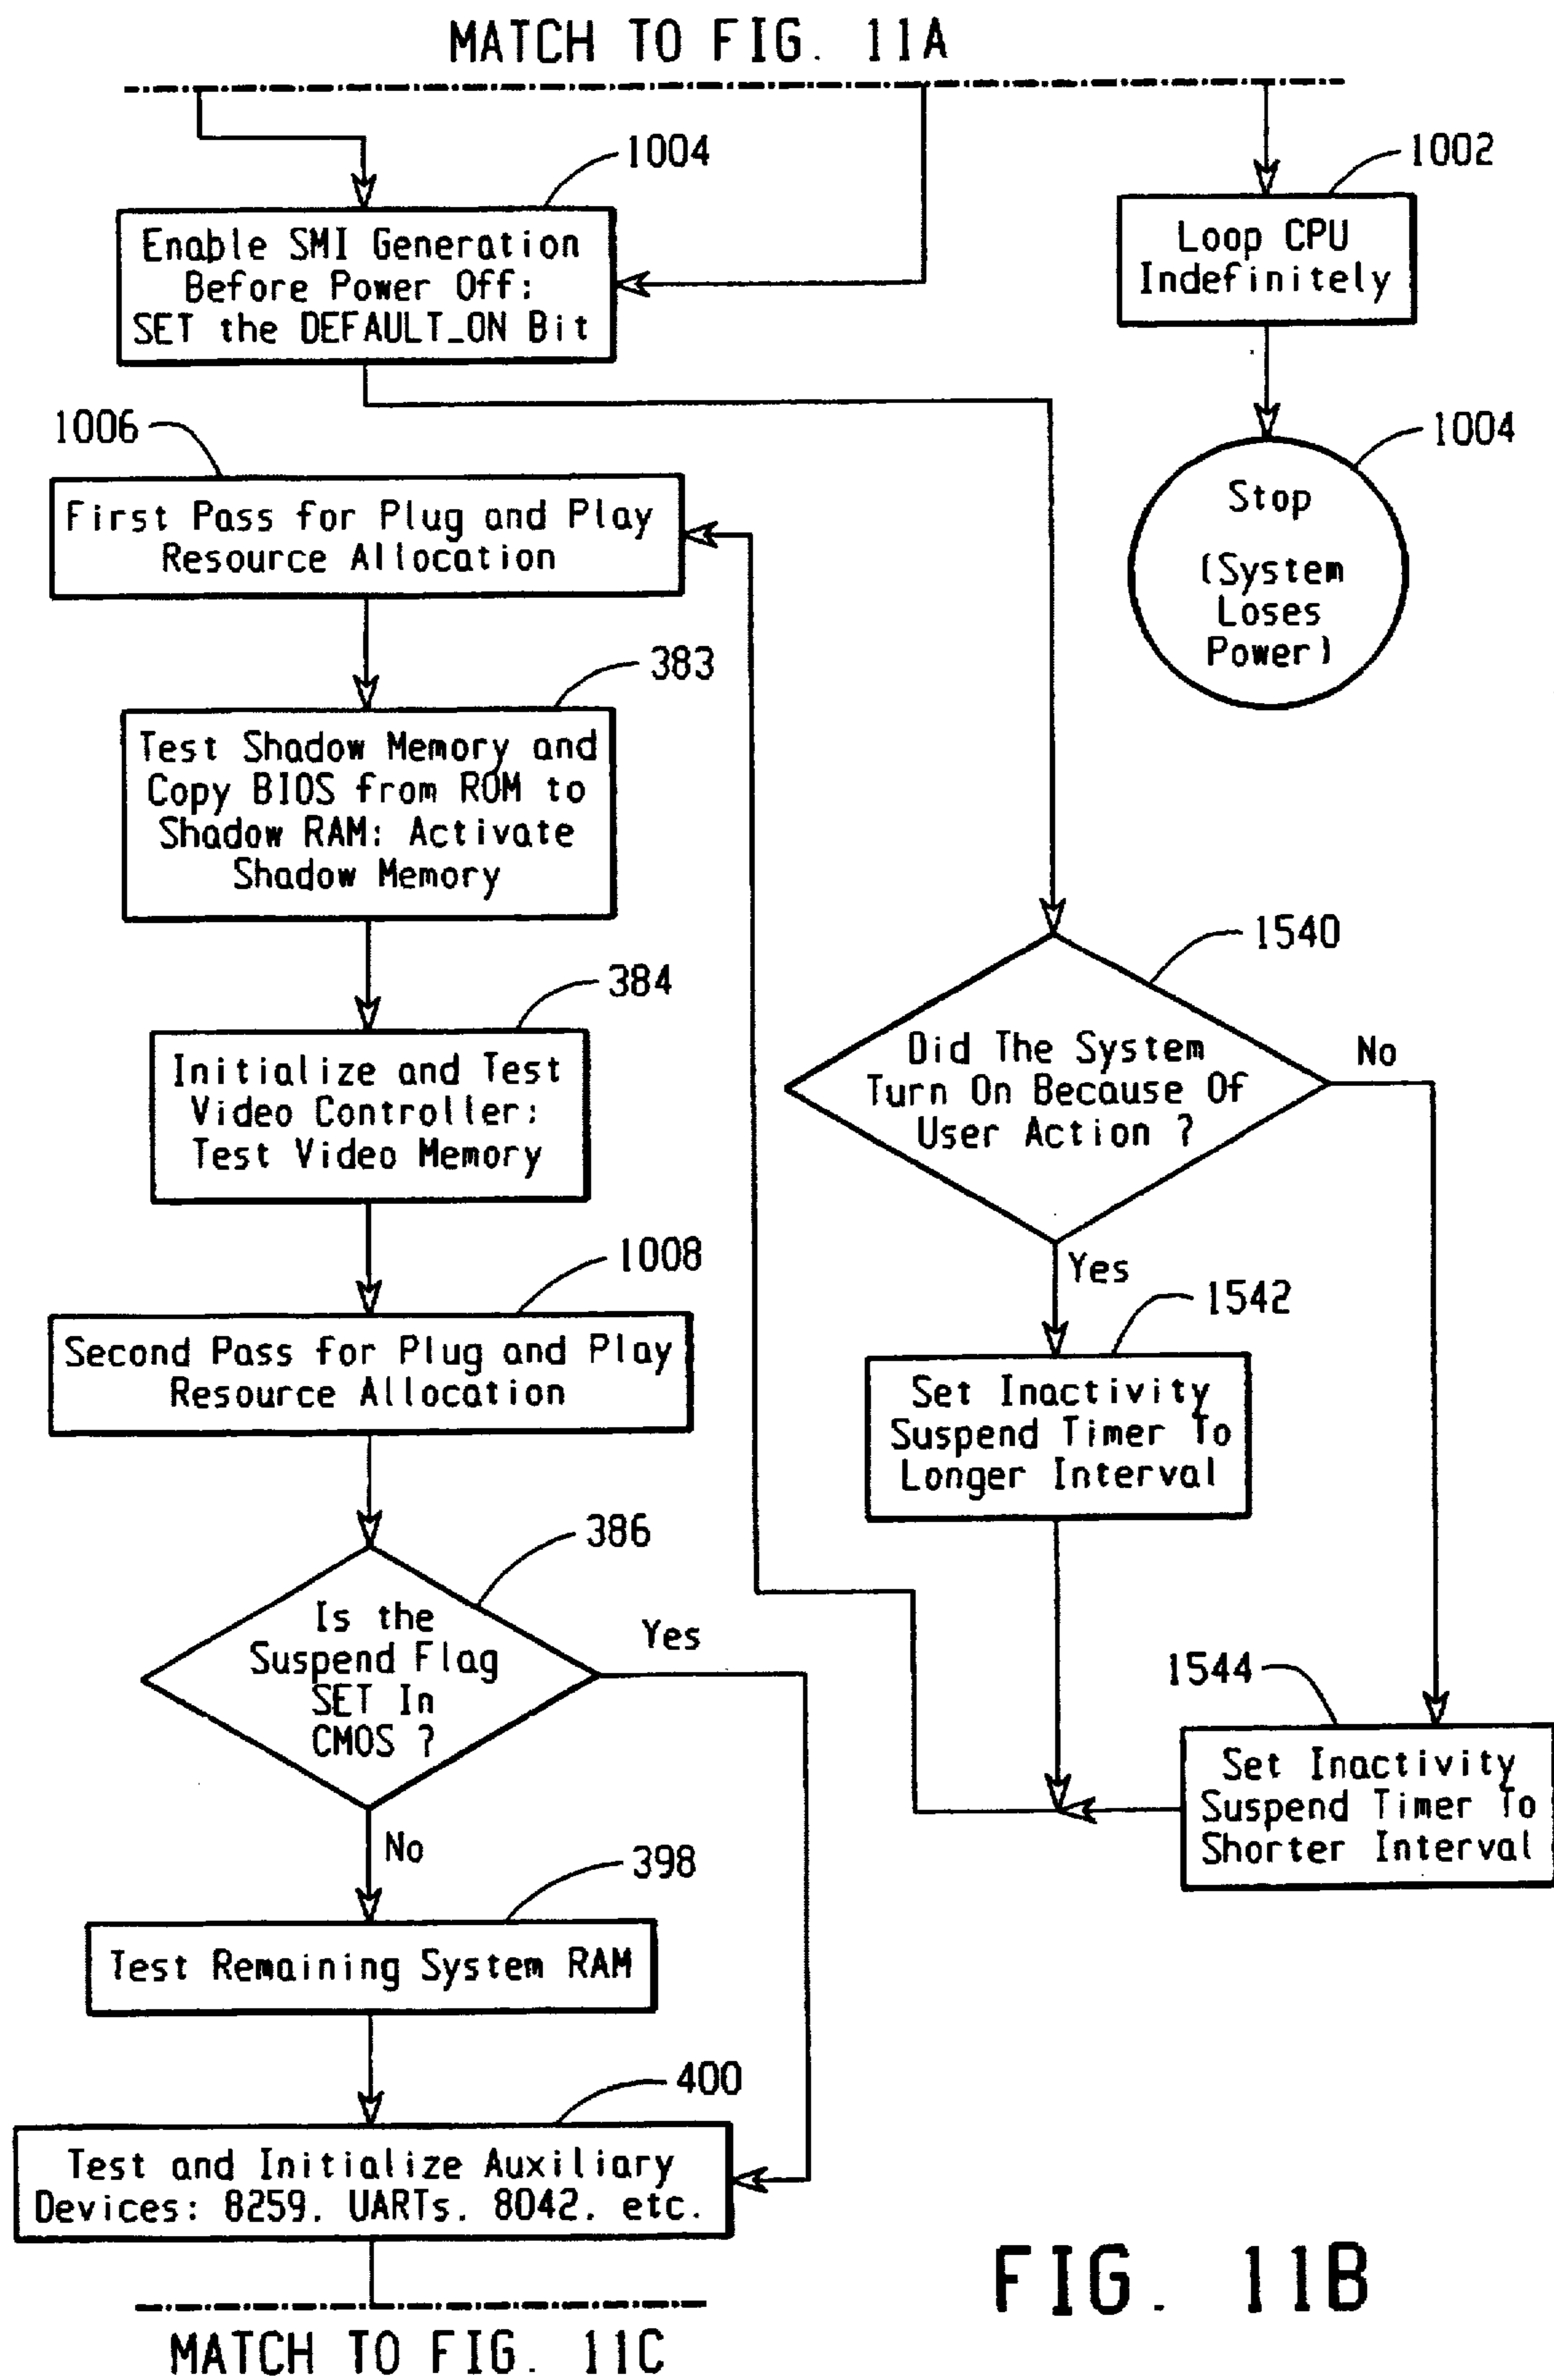 MATCH TO FIG. 11A
1004
Enable SMI Generation
Before Power Off:
SET the DEFAULT_ON Bit
1002
Loop CPU
Indefinitely
1004
Stop
(System
Loses
Power)
1006
First Pass for Plug and Play
Resource Allocation
383
Test Shadow Memory and
Copy BIOS from ROM to
Shadow RAM: Activate
Shadow Memory
384
Initialize and Test
Video Controller:
Test Video Memory
1540
Did The System
Turn On Because Of
User Action ?
No
Yes
1008
Second Pass for Plug and Play
Resource Allocation
1542
Set Inactivity
Suspend Timer To
Longer Interval
386
Is the
Suspend Flag
SET In
CMOS ?
Yes
No
1544
Set Inactivity
Suspend Timer To
Shorter Interval
398
Test Remaining System RAM
400
Test and Initialize Auxiliary
Devices: 8259, UARTs, 8042, etc.
FIG. 11B
MATCH TO FIG. 11C